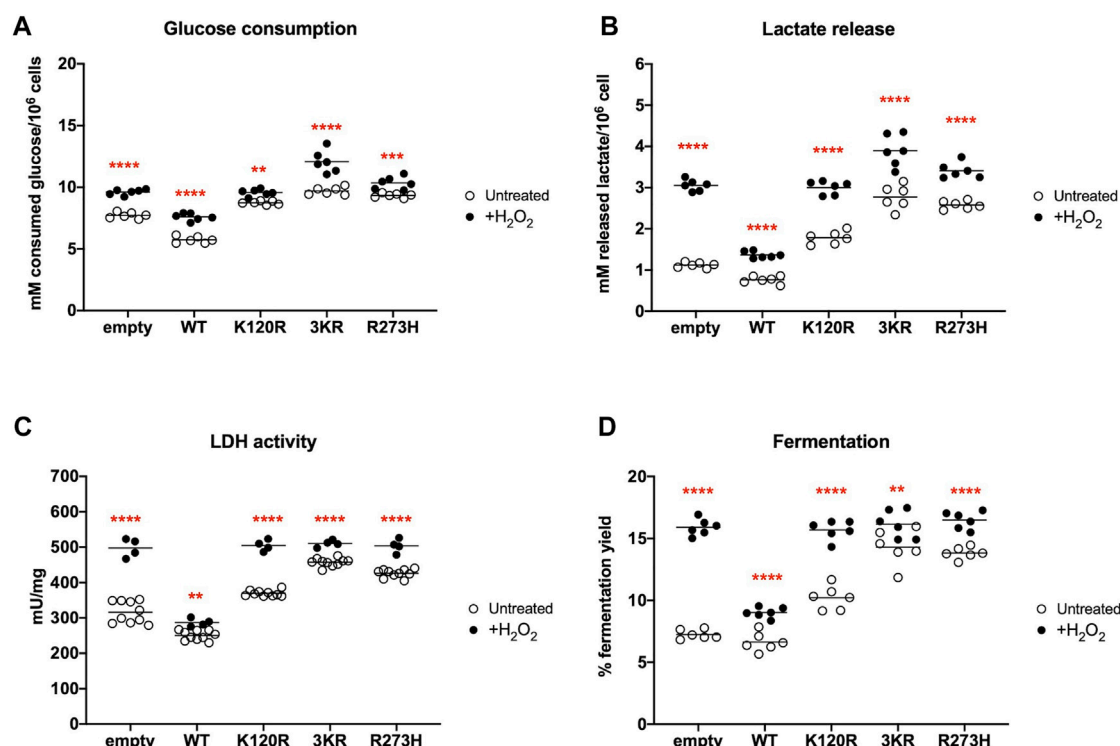 A
Glucose consumption
mM consumed glucose/10⁶ cells
20
15
10
5
0
**** **** ** **** ***
empty WT K120R 3KR R273H
Untreated
+H₂O₂
B
Lactate release
mM released lactate/10⁶ cell
6
5
4
3
2
1
0
**** **** **** **** ****
empty WT K120R 3KR R273H
Untreated
+H₂O₂
C
LDH activity
mU/mg
700
600
500
400
300
200
100
0
**** ** **** **** ****
empty WT K120R 3KR R273H
Untreated
+H₂O₂
D
Fermentation
% fermentation yield
20
15
10
5
0
**** **** **** ** ****
empty WT K120R 3KR R273H
Untreated
+H₂O₂